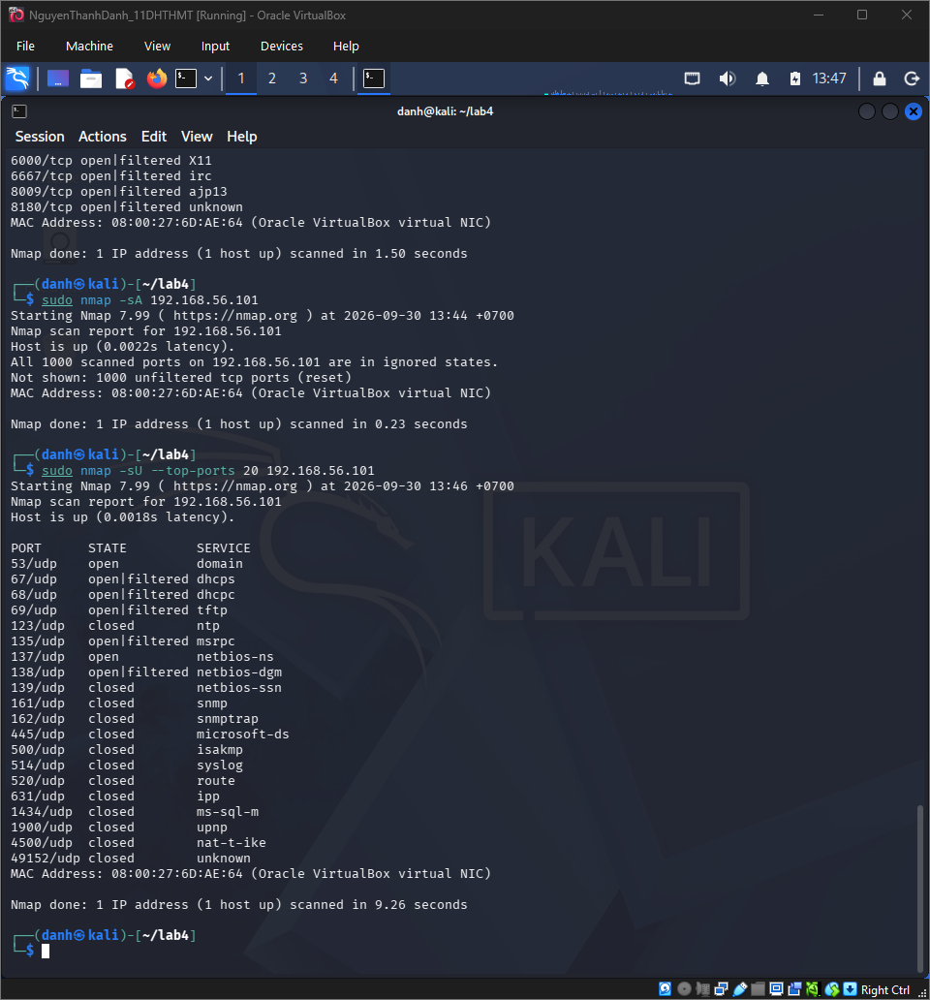 NguyenThanhDanh_11DHTHMT [Running] - Oracle VirtualBox
File Machine View Input Devices Help
1 2 3 4 13:47
danh@kali: ~/lab4
Session Actions Edit View Help
6000/tcp open|filtered X11
6667/tcp open|filtered irc
8009/tcp open|filtered ajp13
8180/tcp open|filtered unknown
MAC Address: 08:00:27:6D:AE:64 (Oracle VirtualBox virtual NIC)
Nmap done: 1 IP address (1 host up) scanned in 1.50 seconds
┌──(danh㉿kali)-[~/lab4]
└─$ sudo nmap -sA 192.168.56.101
Starting Nmap 7.99 ( https://nmap.org ) at 2026-09-30 13:44 +0700
Nmap scan report for 192.168.56.101
Host is up (0.0022s latency).
All 1000 scanned ports on 192.168.56.101 are in ignored states.
Not shown: 1000 unfiltered tcp ports (reset)
MAC Address: 08:00:27:6D:AE:64 (Oracle VirtualBox virtual NIC)
Nmap done: 1 IP address (1 host up) scanned in 0.23 seconds
┌──(danh㉿kali)-[~/lab4]
└─$ sudo nmap -sU --top-ports 20 192.168.56.101
Starting Nmap 7.99 ( https://nmap.org ) at 2026-09-30 13:46 +0700
Nmap scan report for 192.168.56.101
Host is up (0.0018s latency).
PORT STATE SERVICE
53/udp open domain
67/udp open|filtered dhcps
68/udp open|filtered dhcpc
69/udp open|filtered tftp
123/udp closed ntp
135/udp open|filtered msrpc
137/udp open netbios-ns
138/udp open|filtered netbios-dgm
139/udp closed netbios-ssn
161/udp closed snmp
162/udp closed snmptrap
445/udp closed microsoft-ds
500/udp closed isakmp
514/udp closed syslog
520/udp closed route
631/udp closed ipp
1434/udp closed ms-sql-m
1900/udp closed upnp
4500/udp closed nat-t-ike
49152/udp closed unknown
MAC Address: 08:00:27:6D:AE:64 (Oracle VirtualBox virtual NIC)
Nmap done: 1 IP address (1 host up) scanned in 9.26 seconds
┌──(danh㉿kali)-[~/lab4]
└─$
KALI
Right Ctrl